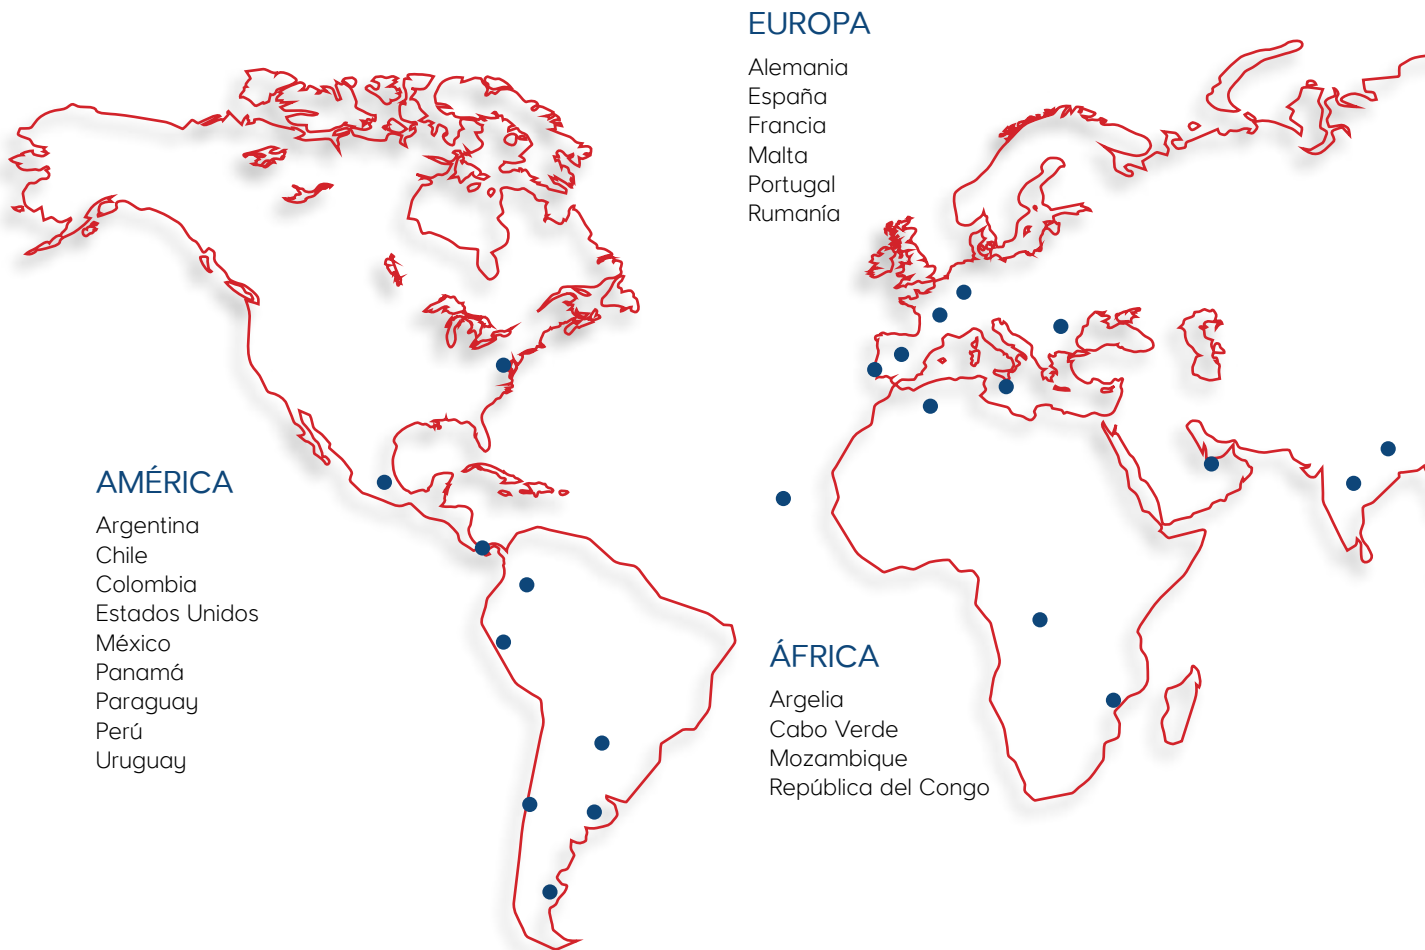 EUROPA
Alemania
España
Francia
Malta
Portugal
Rumanía
AMÉRICA
Argentina
Chile
Colombia
Estados Unidos
México
Panamá
Paraguay
Perú
Uruguay
ÁFRICA
Argelia
Cabo Verde
Mozambique
República del Congo